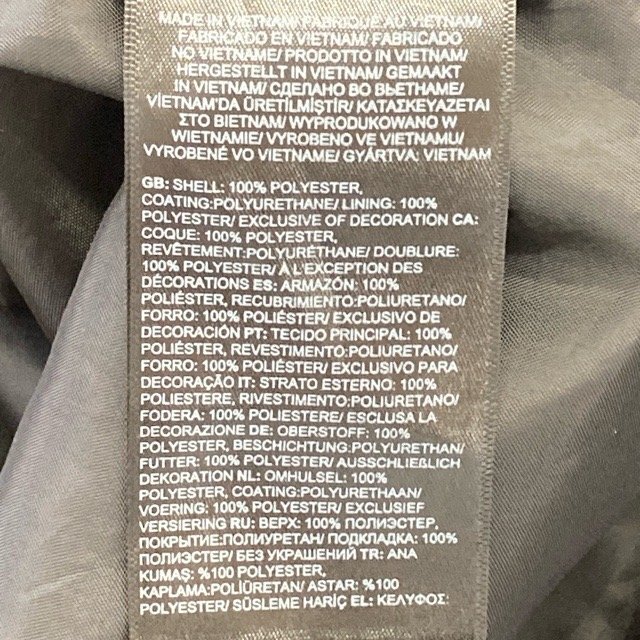 MADE IN VIETNAM/ FABRIQUÉ AU VIETNAM/
FABRICADO EN VIETNAM/ FABRICADO
NO VIETNAME/ PRODOTTO IN VIETNAM/
HERGESTELLT IN VIETNAM/ GEMAAKT
IN VIETNAM/ СДЕЛАНО ВО ВЬЕТНАМЕ/
VİETNAM'DA ÜRETİLMİŞTİR/ ΚΑΤΑΣΚΕΥΑΖΕΤΑΙ
ΣΤΟ ΒΙΕΤΝΑΜ/ WYPRODUKOWANO W
WIETNAMIE/ VYROBENO VE VIETNAMU/
VYROBENÉ VO VIETNAME/ GYÁRTVA: VIETNAM
GB: SHELL: 100% POLYESTER,
COATING:POLYURETHANE/ LINING: 100%
POLYESTER/ EXCLUSIVE OF DECORATION CA:
COQUE: 100% POLYESTER,
REVÊTEMENT:POLYURÉTHANE/ DOUBLURE:
100% POLYESTER/ À L'EXCEPTION DES
DÉCORATIONS ES: ARMAZÓN: 100%
POLIÉSTER, RECUBRIMIENTO:POLIURETANO/
FORRO: 100% POLIÉSTER/ EXCLUSIVO DE
DECORACIÓN PT: TECIDO PRINCIPAL: 100%
POLIÉSTER, REVESTIMENTO:POLIURETANO/
FORRO: 100% POLIÉSTER/ EXCLUSIVO PARA
DECORAÇÃO IT: STRATO ESTERNO: 100%
POLIESTERE, RIVESTIMENTO:POLIURETANO/
FODERA: 100% POLIESTERE/ ESCLUSA LA
DECORAZIONE DE: OBERSTOFF: 100%
POLYESTER, BESCHICHTUNG:POLYURETHAN/
FUTTER: 100% POLYESTER/ AUSSCHLIEßLICH
DEKORATION NL: OMHULSEL: 100%
POLYESTER, COATING:POLYURETHAAN/
VOERING: 100% POLYESTER/ EXCLUSIEF
VERSIERING RU: ВЕРХ: 100% ПОЛИЭСТЕР,
ПОКРЫТИЕ:ПОЛИУРЕТАН/ ПОДКЛАДКА: 100%
ПОЛИЭСТЕР/ БЕЗ УКРАШЕНИЙ TR: ANA
KUMAŞ: %100 POLYESTER,
KAPLAMA:POLİÜRETAN/ ASTAR: %100
POLYESTER/ SÜSLEME HARİÇ EL: ΚΕΛΥΦΟΣ: